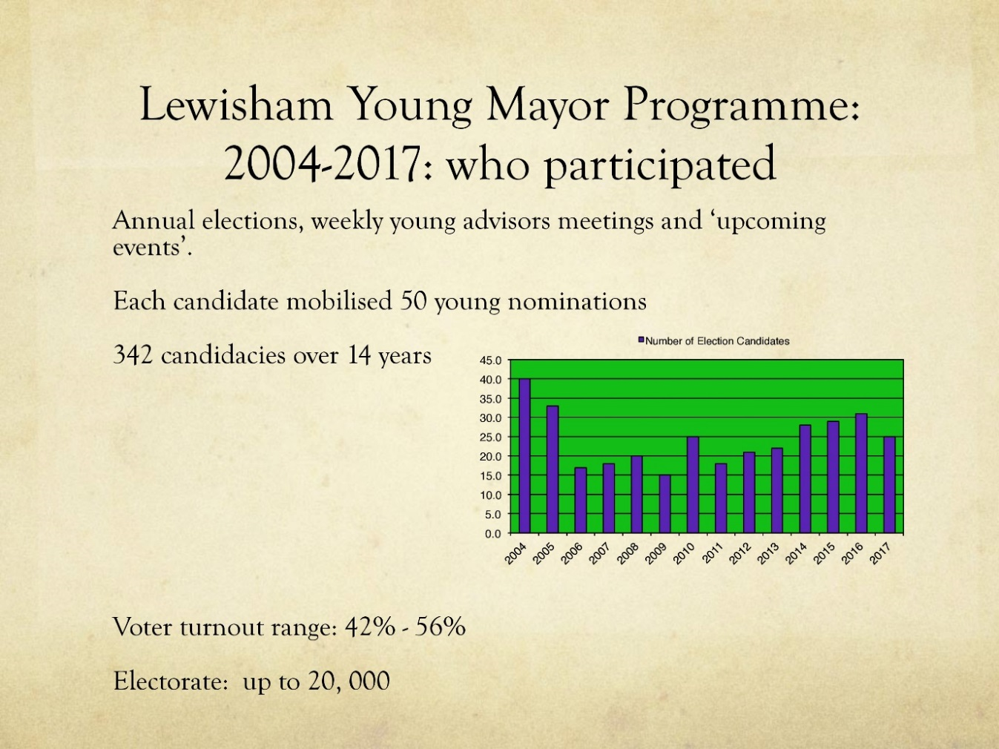 Lewisham Young Mayor Programme:
2004-2017: who participated
Annual elections, weekly young advisors meetings and ‘upcoming
events’.
Each candidate mobilised 50 young nominations
342 candidacies over 14 years
Number of Election Candidates
45.0
40.0
35.0
30.0
25.0
20.0
15.0
10.0
5.0
0.0
2004 2005 2006 2007 2008 2009 2010 2011 2012 2013 2014 2015 2016 2017
Voter turnout range: 42% - 56%
Electorate:  up to 20, 000